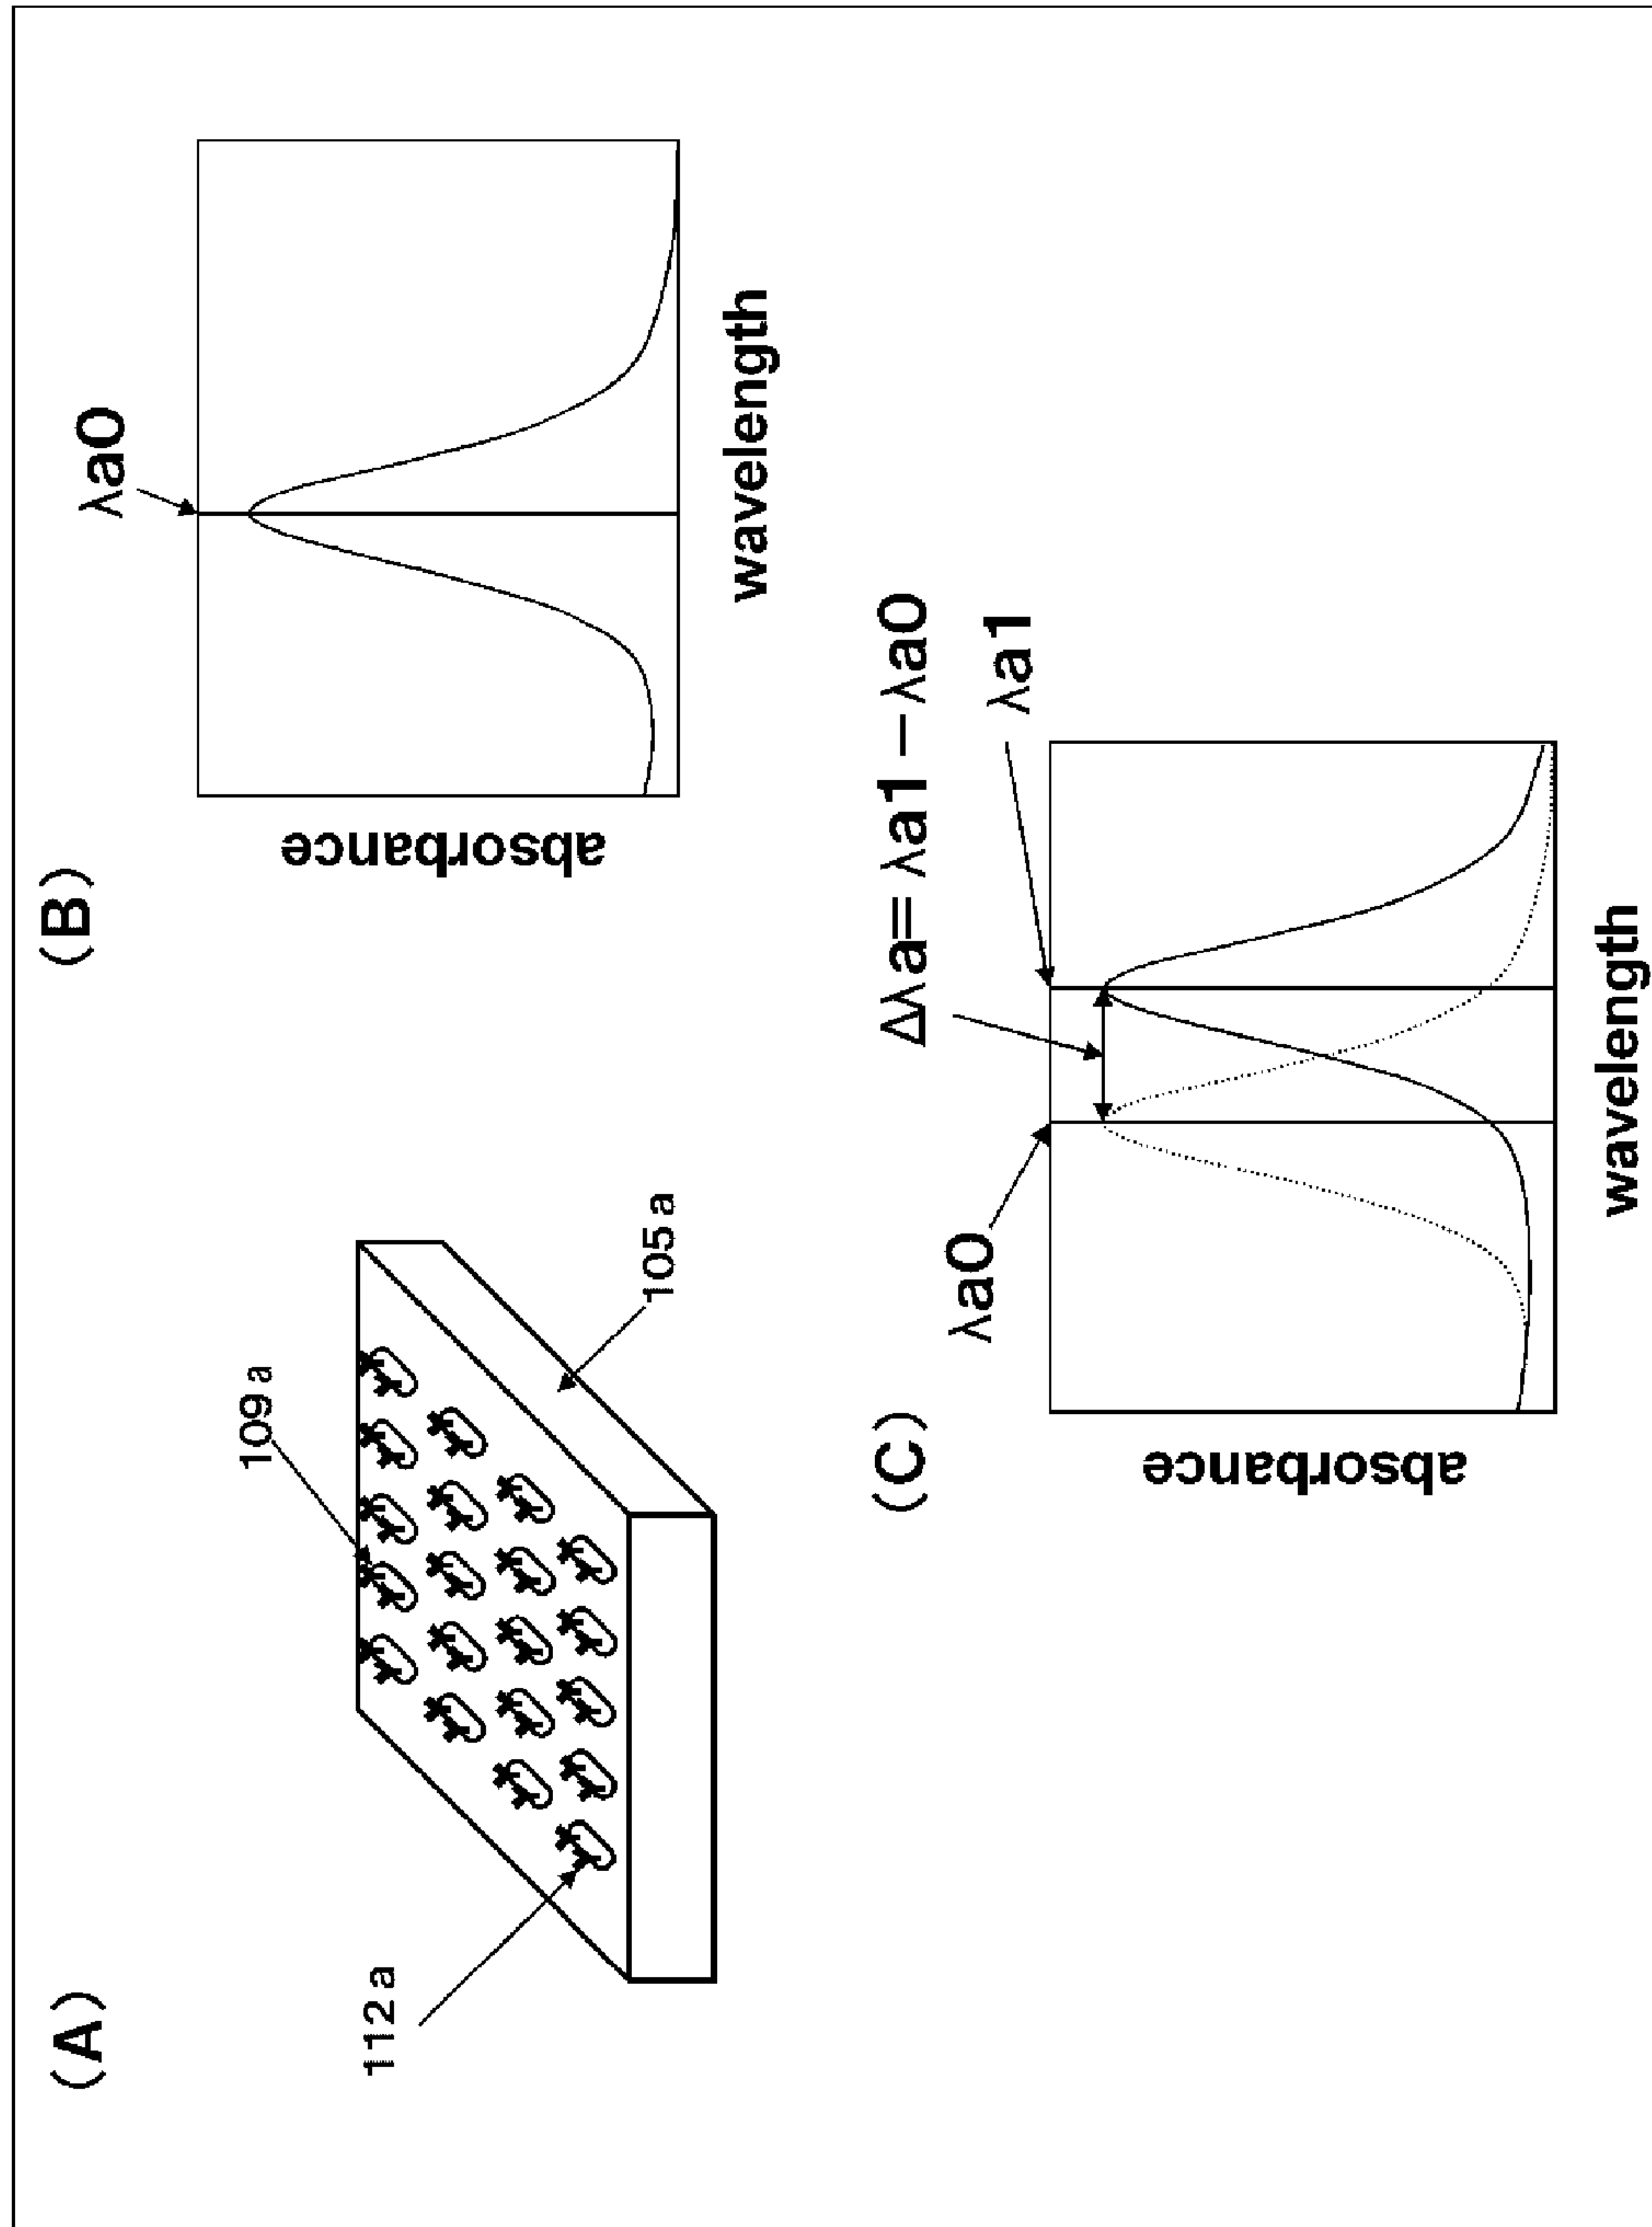 (A)
109a
105a
112a
(B)
λa0
absorbance
wavelength
(C)
Δλa=λa1−λa0
λa0
λa1
absorbance
wavelength